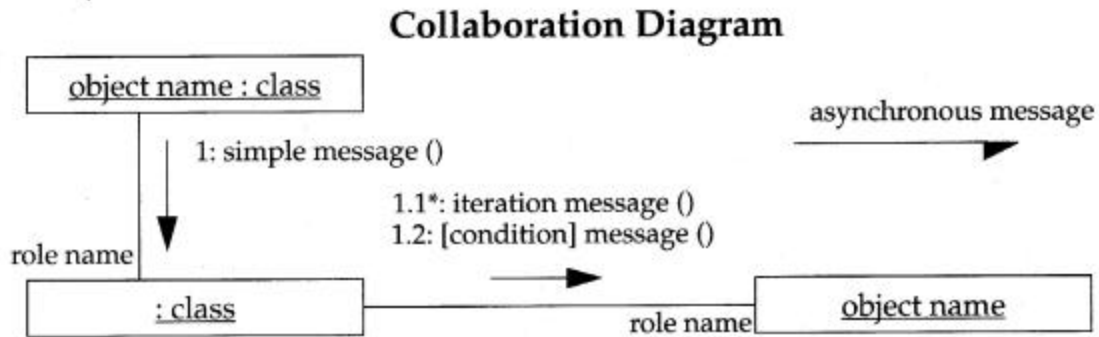 Collaboration Diagram
object name : class
asynchronous message
1: simple message ()
1.1*: iteration message ()
1.2: [condition] message ()
role name
: class
object name
role name